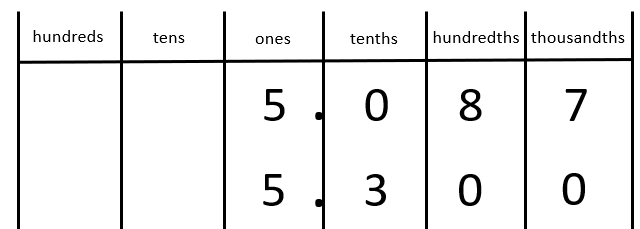 hundreds tens ones tenths hundredths thousandths
5 . 0 8 7
5 . 3 0 0